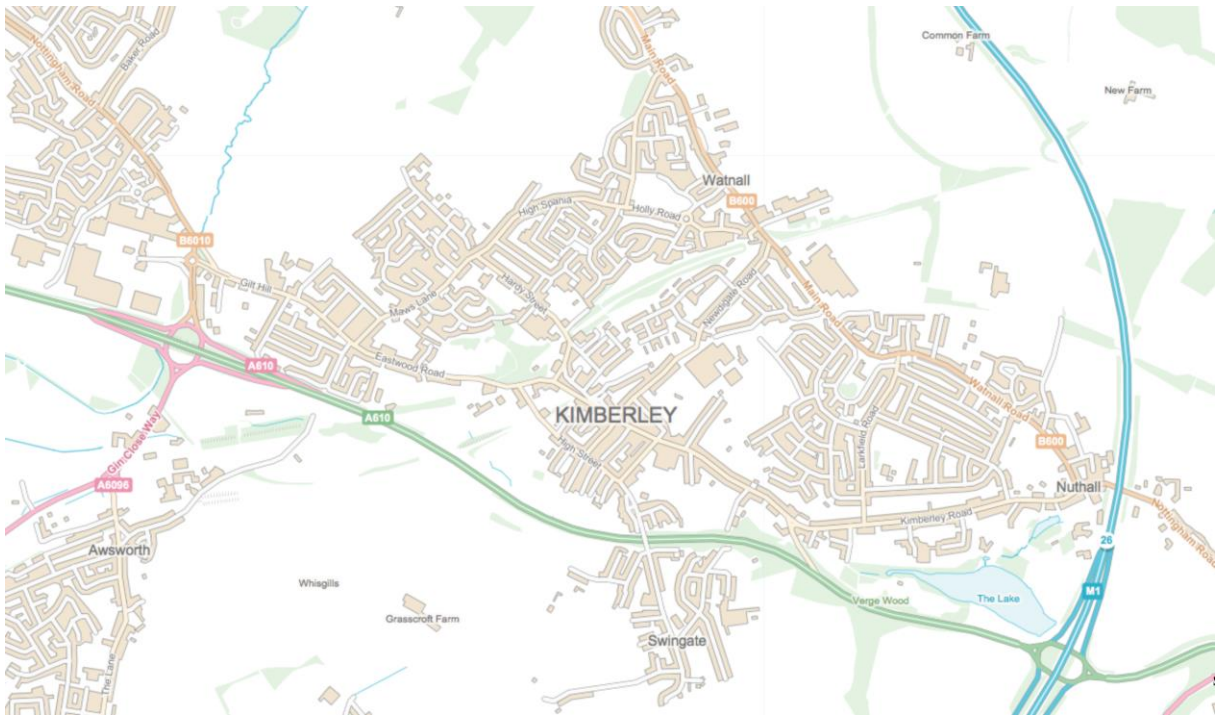 Common Farm
Baker Road
Nottingham Road
Main Road
New Farm
Watnall
B600
High Spania
Holly Road
B6010
Gilt Hill
Hardy Street
Maws Lane
Newdigate Road
Main Road
A610
Eastwood Road
A610
KIMBERLEY
Watnall Road
Gin Close Way
High Street
Larkfield Road
B600
A6096
Nuthall
Kimberley Road
Nottingham Road
26
Awsworth
Whisgills
M1
The Lake
Verge Wood
Grasscroft Farm
Swingate
The Lane